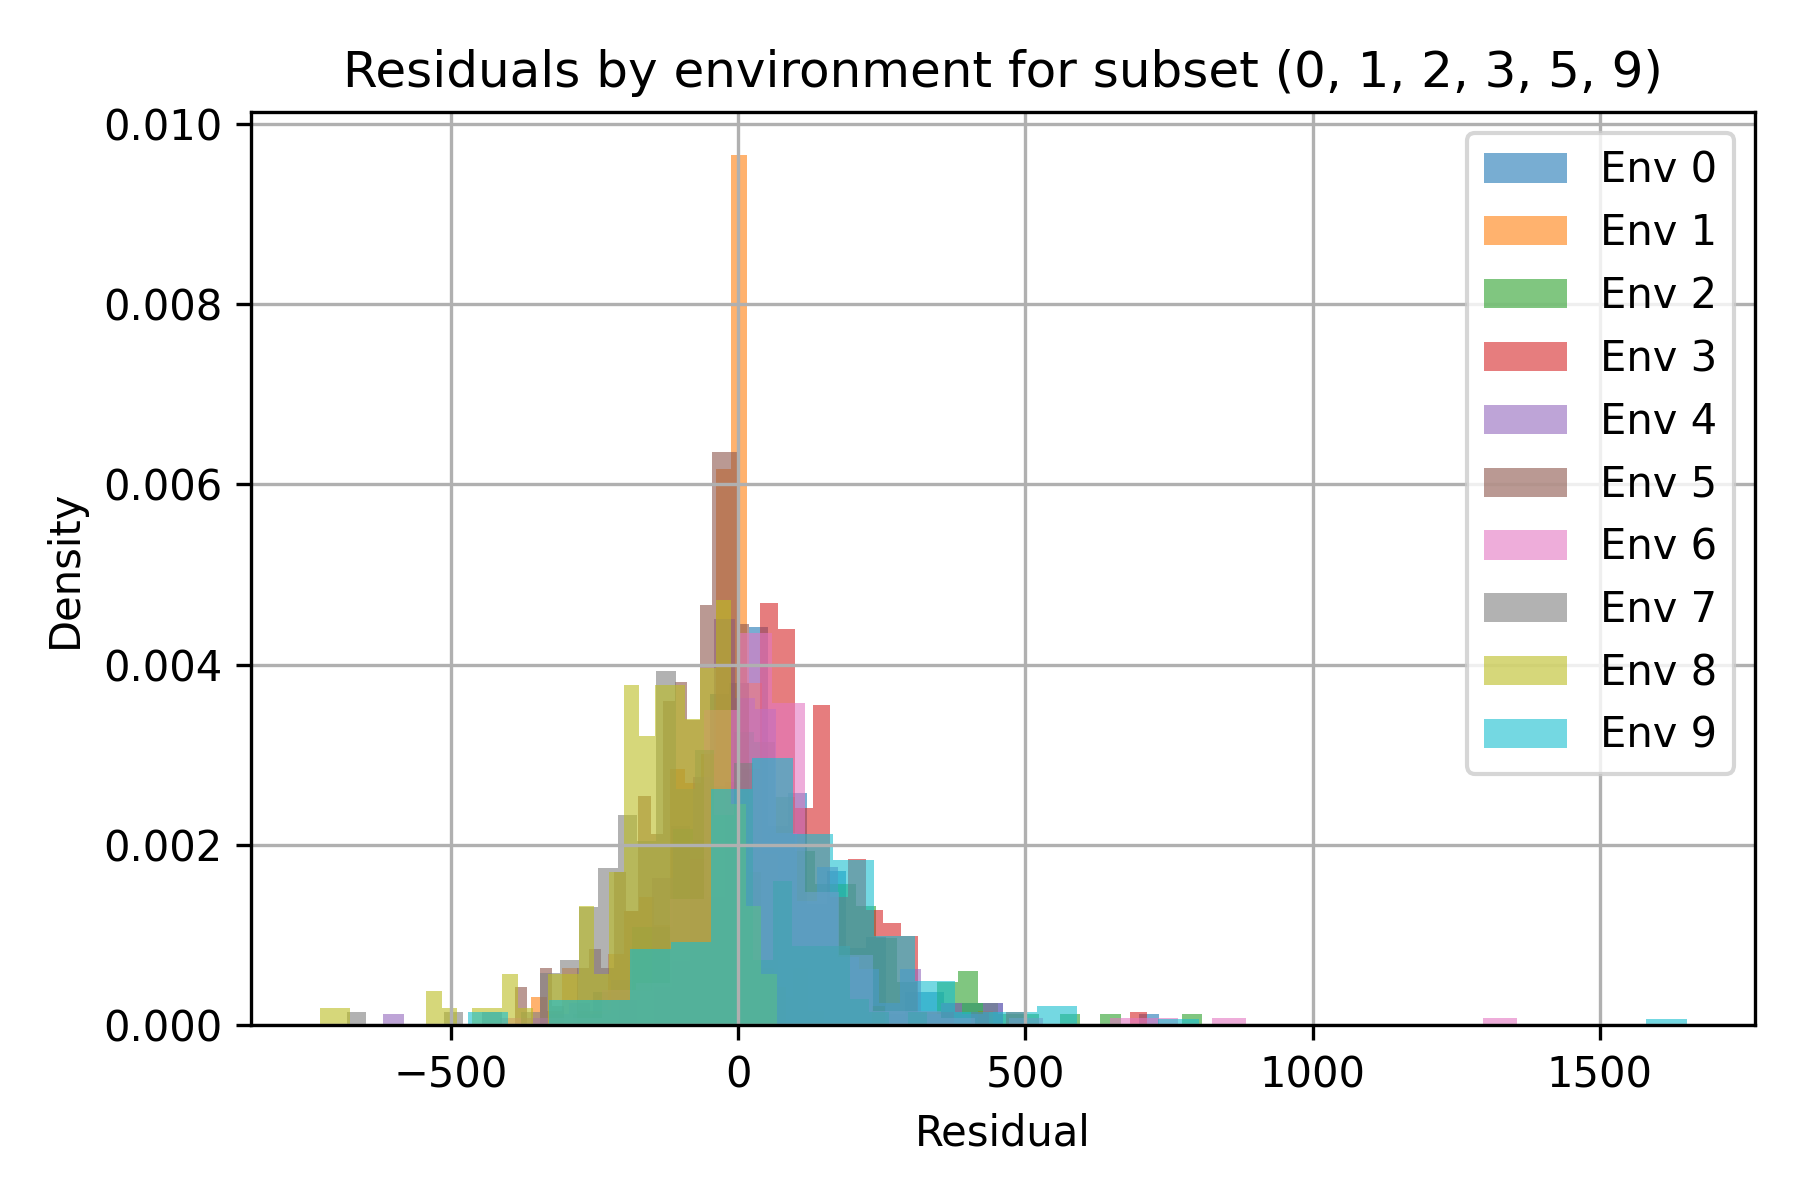 Residuals by environment for subset (0, 1, 2, 3, 5, 9)
0.010
0.008
0.006
0.004
0.002
0.000
Density
−500
0
500
1000
1500
Residual
Env 0
Env 1
Env 2
Env 3
Env 4
Env 5
Env 6
Env 7
Env 8
Env 9